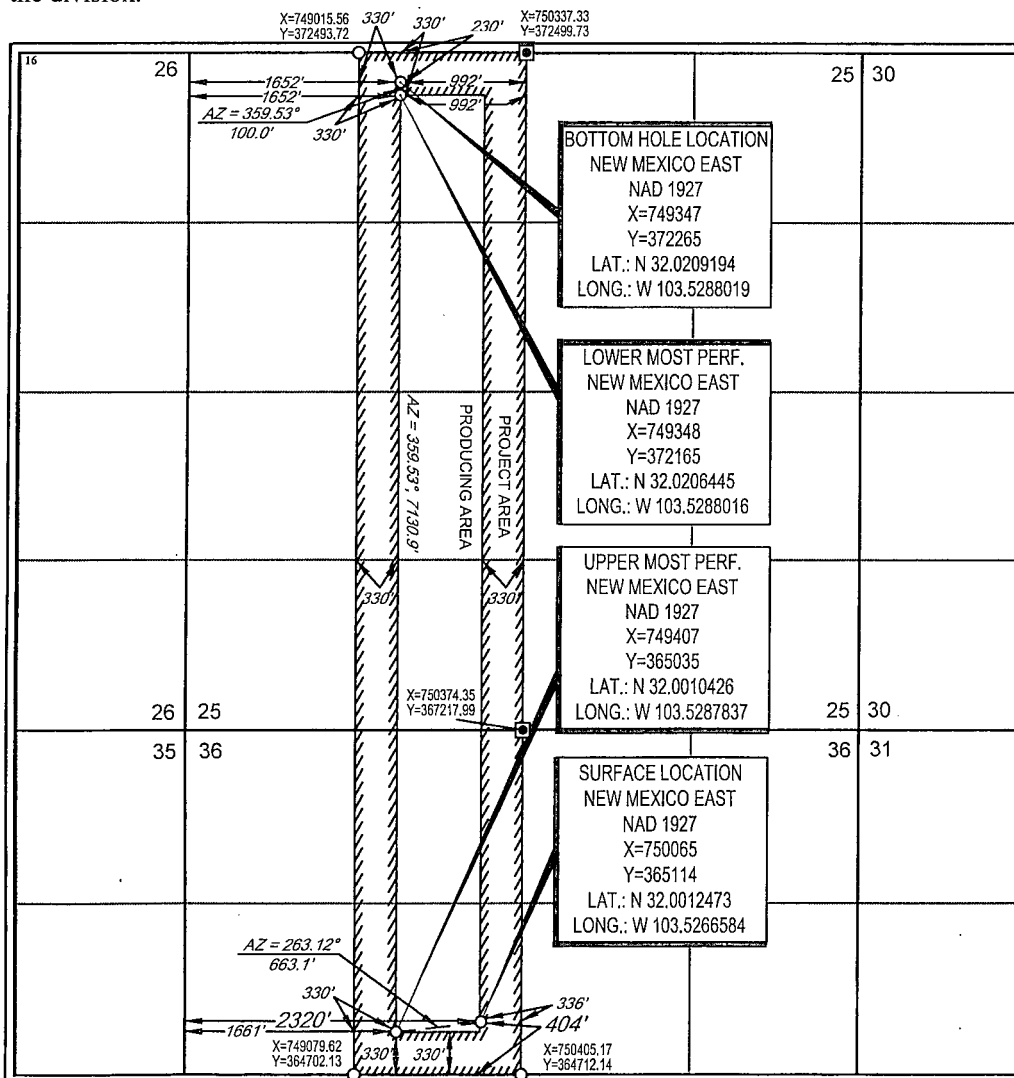 the division.
X=749015.56
Y=372493.72
330'
330'
230'
X=750337.33
Y=372499.73
16
26
25
30
1652'
992'
1652'
992'
AZ = 359.53°
100.0'
330'
BOTTOM HOLE LOCATION
NEW MEXICO EAST
NAD 1927
X=749347
Y=372265
LAT.: N 32.0209194
LONG.: W 103.5288019
LOWER MOST PERF.
NEW MEXICO EAST
NAD 1927
X=749348
Y=372165
LAT.: N 32.0206445
LONG.: W 103.5288016
AZ = 359.53°, 7130.9'
PRODUCING AREA
PROJECT AREA
330'
330'
UPPER MOST PERF.
NEW MEXICO EAST
NAD 1927
X=749407
Y=365035
LAT.: N 32.0010426
LONG.: W 103.5287837
X=750374.35
Y=367217.99
26
25
35
36
25
30
36
31
SURFACE LOCATION
NEW MEXICO EAST
NAD 1927
X=750065
Y=365114
LAT.: N 32.0012473
LONG.: W 103.5266584
AZ = 263.12°
663.1'
330'
336'
2320'
404'
1661'
X=749079.62
Y=364702.13
330'
330'
X=750405.17
Y=364712.14